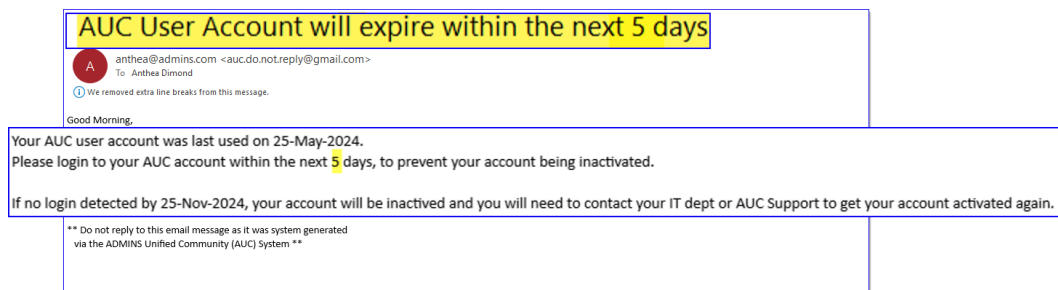 AUC User Account will expire within the next 5 days
A
anthea@admins.com <auc.do.not.reply@gmail.com>
To Anthea Dimond
We removed extra line breaks from this message.
Good Morning,
Your AUC user account was last used on 25-May-2024.
Please login to your AUC account within the next 5 days, to prevent your account being inactivated.
If no login detected by 25-Nov-2024, your account will be inactived and you will need to contact your IT dept or AUC Support to get your account activated again.
** Do not reply to this email message as it was system generated
via the ADMINS Unified Community (AUC) System **